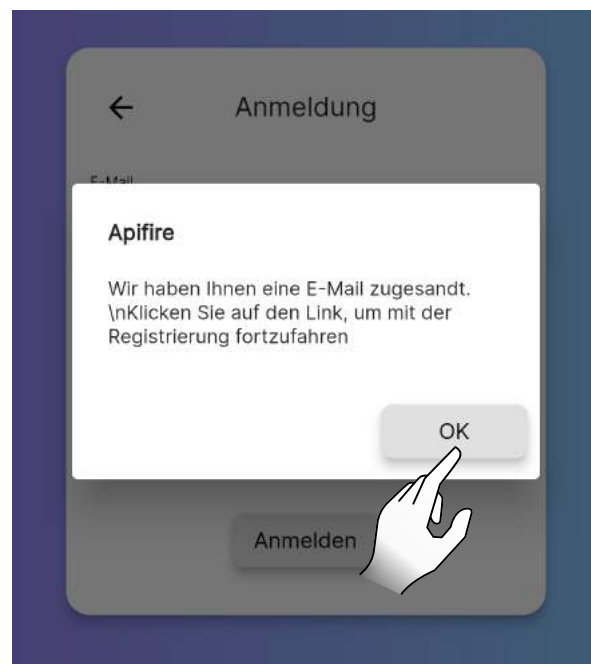 Anmeldung
E-Mail
Apifire
Wir haben Ihnen eine E-Mail zugesandt.
\nKlicken Sie auf den Link, um mit der
Registrierung fortzufahren
OK
Anmelden